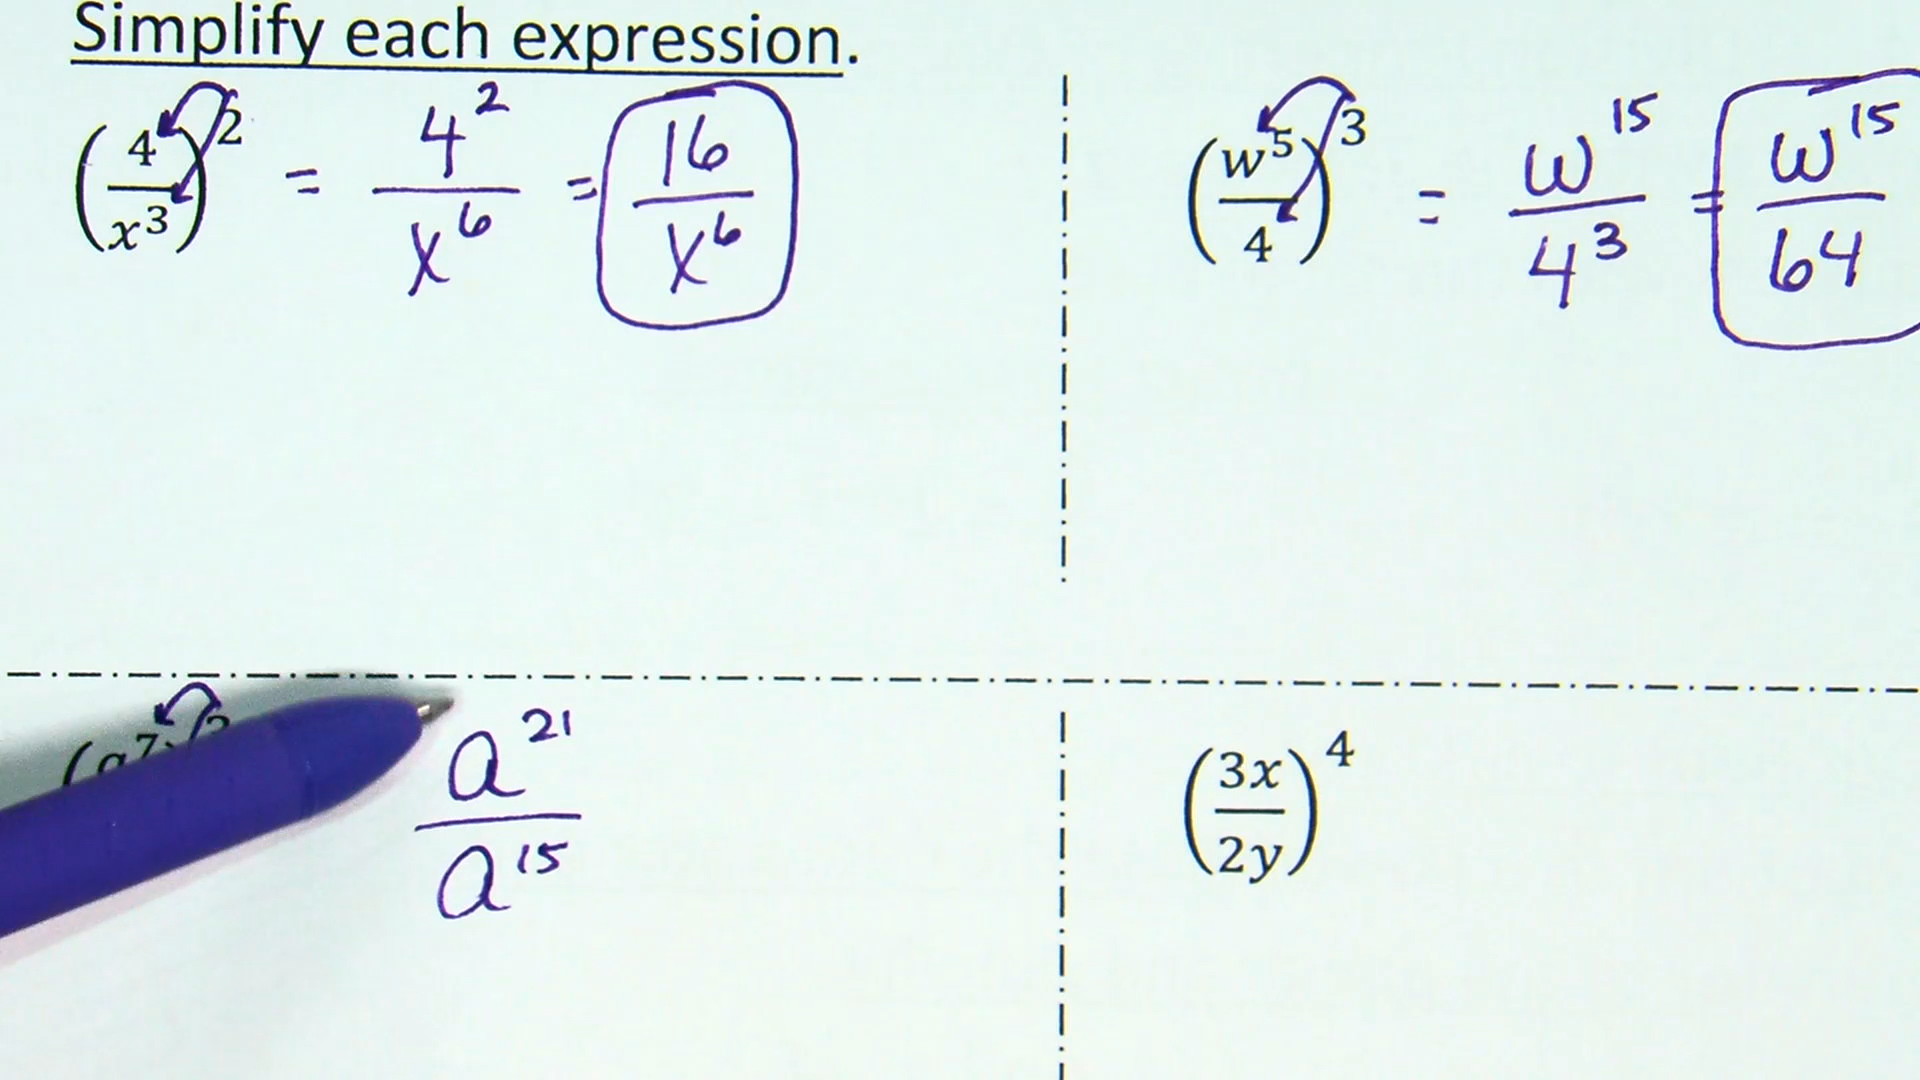 Simplify each expression.
(4/x³)² = 4²/x⁶ = 16/x⁶
(w⁵/4)³ = w¹⁵/4³ = w¹⁵/64
(a⁷ a²¹/a¹⁵
(3x/2y)⁴